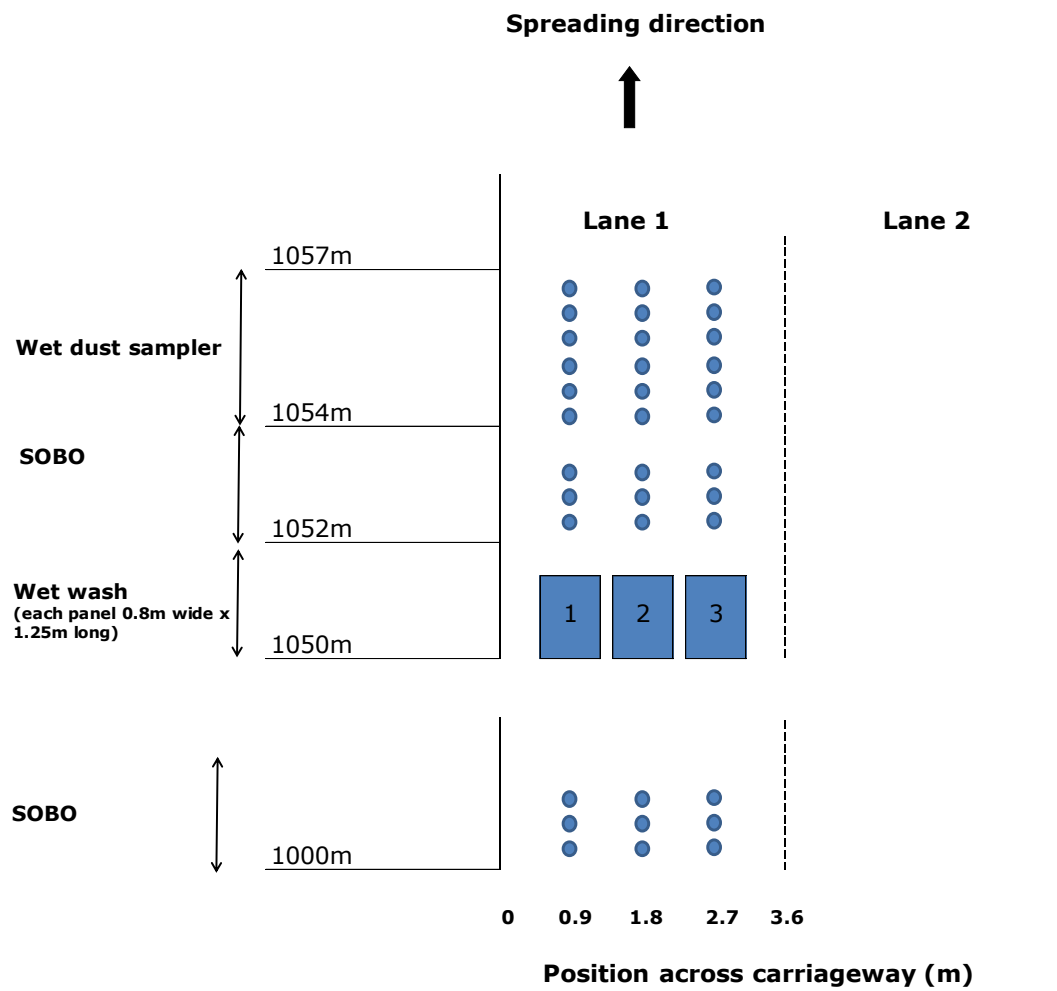 Spreading direction
Lane 1
Lane 2
1057m
Wet dust sampler
1054m
SOBO
1052m
Wet wash
(each panel 0.8m wide x
1.25m long)
1 2 3
1050m
SOBO
1000m
0 0.9 1.8 2.7 3.6
Position across carriageway (m)